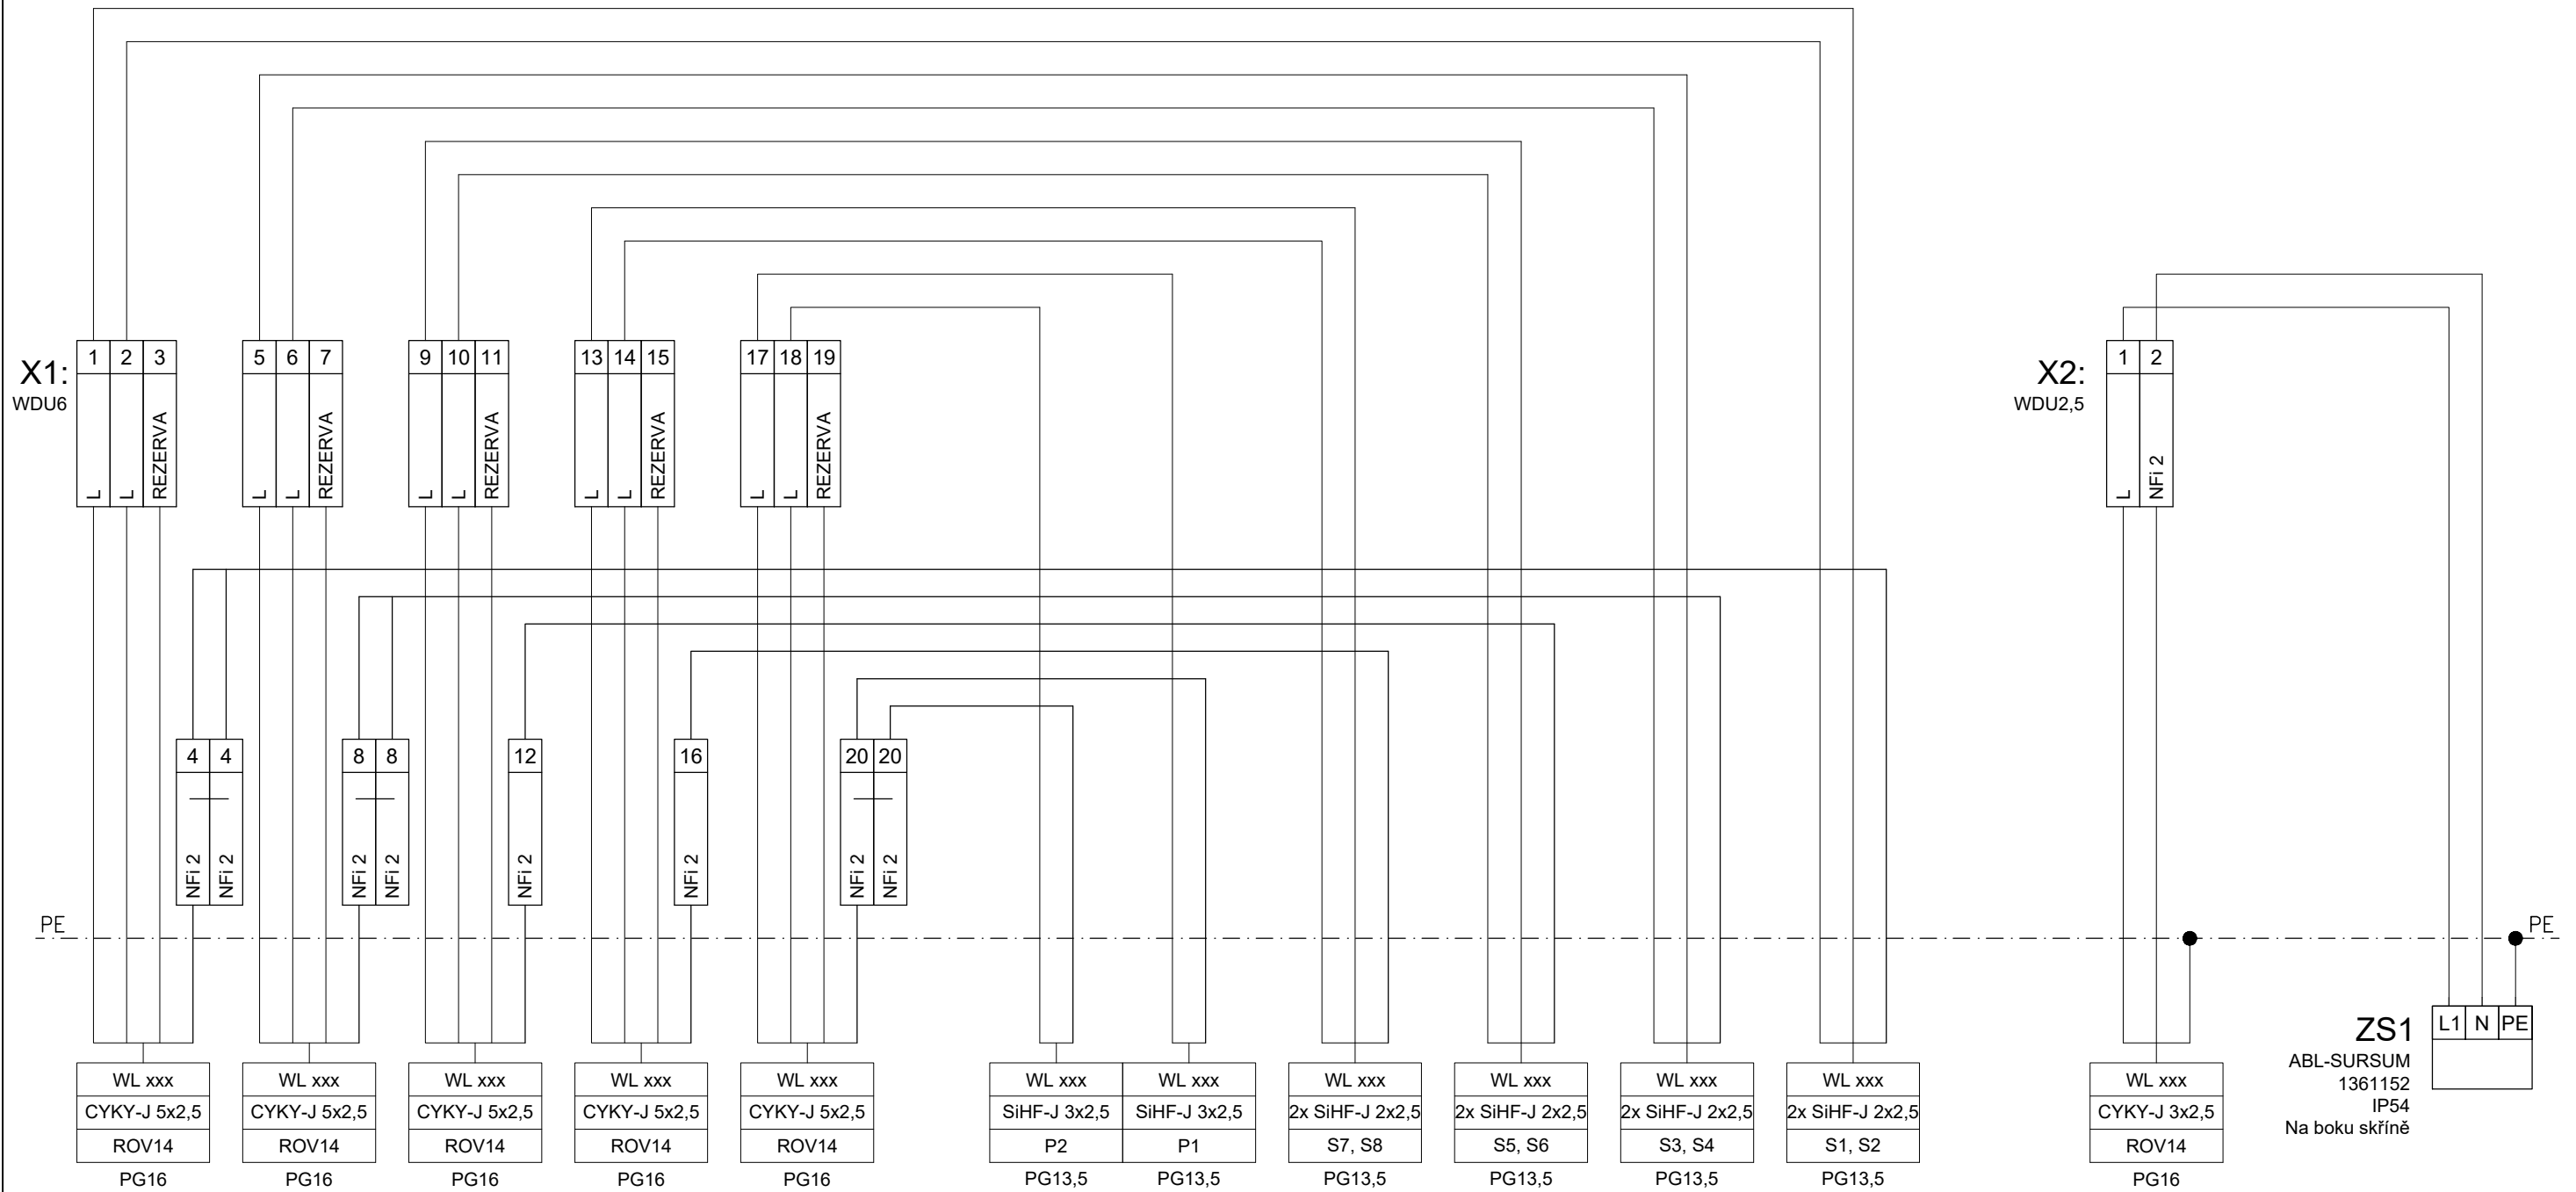 X1:
WDU6
1 2 3
L L REZERVA
5 6 7
L L REZERVA
9 10 11
L L REZERVA
13 14 15
L L REZERVA
17 18 19
L L REZERVA
X2:
WDU2,5
1 2
L NFi 2
4 4
NFi 2 NFi 2
8 8
NFi 2 NFi 2
12
NFi 2
16
NFi 2
20 20
NFi 2 NFi 2
PE
PE
WL xxx
CYKY-J 5x2,5
ROV14
PG16
WL xxx
CYKY-J 5x2,5
ROV14
PG16
WL xxx
CYKY-J 5x2,5
ROV14
PG16
WL xxx
CYKY-J 5x2,5
ROV14
PG16
WL xxx
CYKY-J 5x2,5
ROV14
PG16
WL xxx
SiHF-J 3x2,5
P2
PG13,5
WL xxx
SiHF-J 3x2,5
P1
PG13,5
WL xxx
2x SiHF-J 2x2,5
S7, S8
PG13,5
WL xxx
2x SiHF-J 2x2,5
S5, S6
PG13,5
WL xxx
2x SiHF-J 2x2,5
S3, S4
PG13,5
WL xxx
2x SiHF-J 2x2,5
S1, S2
PG13,5
WL xxx
CYKY-J 3x2,5
ROV14
PG16
ZS1
ABL-SURSUM
1361152
IP54
Na boku skříně
L1 N PE